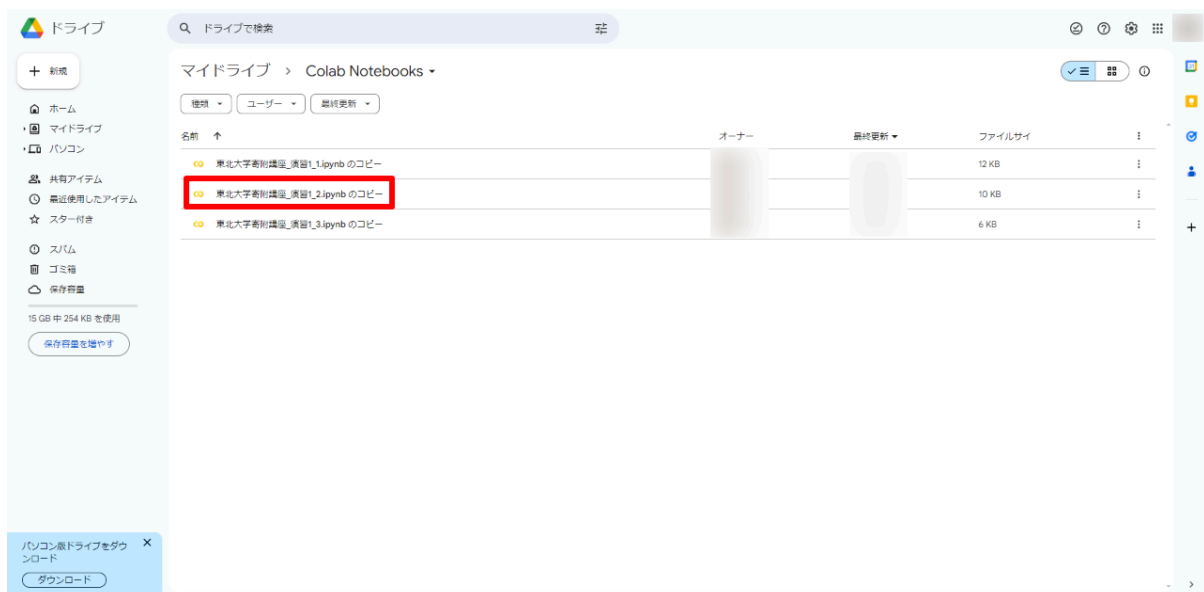 ドライブ
ドライブで検索
新規
マイドライブ > Colab Notebooks
種類
ユーザー
最終更新
ホーム
マイドライブ
パソコン
共有アイテム
最近使用したアイテム
スター付き
スパム
ゴミ箱
保存容量
15 GB 中 254 KB を使用
保存容量を増やす
名前
オーナー
最終更新
ファイルサイ
東北大学寄附講座_演習1_1.ipynb のコピー
12 KB
東北大学寄附講座_演習1_2.ipynb のコピー
10 KB
東北大学寄附講座_演習1_3.ipynb のコピー
6 KB
パソコン版ドライブをダウ
ンロード
ダウンロード